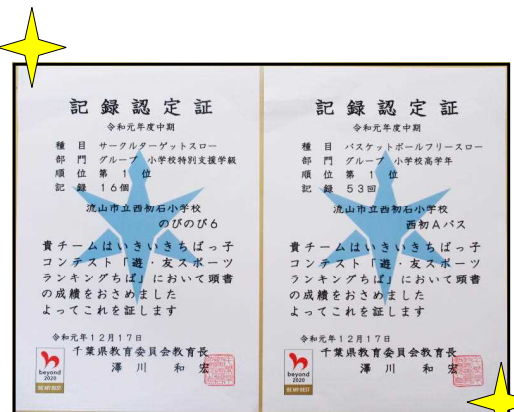 記録認定証
令和元年度中期
種 目 サークルターゲットスロー
部 門 グループ 小学校特別支援学級
順 位 第 1 位
記 録 16個
流山市立西初石小学校
のびのび6
貴チームはいきいきちばっ子
コンテスト「遊・友スポーツ
ランキングちば」において頭書
の成績をおさめました
よってこれを証します
令和元年12月17日
千葉県教育委員会教育長
澤 川 和 宏
beyond
2020
BE MY BEST
記録認定証
令和元年度中期
種 目 バスケットボールフリースロー
部 門 グループ 小学校高学年
順 位 第 1 位
記 録 53回
流山市立西初石小学校
西初Aバス
貴チームはいきいきちばっ子
コンテスト「遊・友スポーツ
ランキングちば」において頭書
の成績をおさめました
よってこれを証します
令和元年12月17日
千葉県教育委員会教育長
澤 川 和 宏
beyond
2020
BE MY BEST